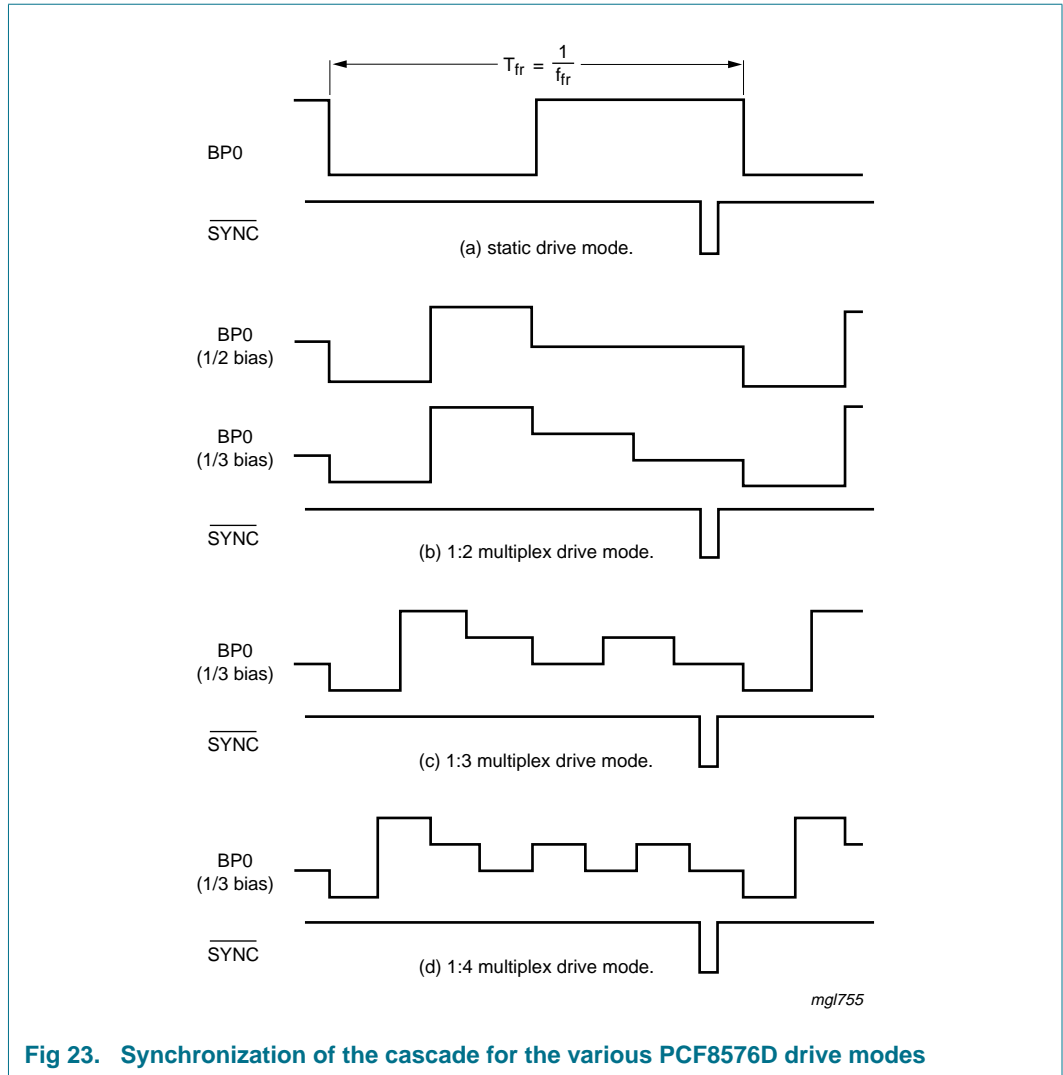 T_fr = 1/f_fr
BP0
SYNC
(a) static drive mode.
BP0
(1/2 bias)
BP0
(1/3 bias)
SYNC
(b) 1:2 multiplex drive mode.
BP0
(1/3 bias)
SYNC
(c) 1:3 multiplex drive mode.
BP0
(1/3 bias)
SYNC
(d) 1:4 multiplex drive mode.
mgl755
Fig 23. Synchronization of the cascade for the various PCF8576D drive modes